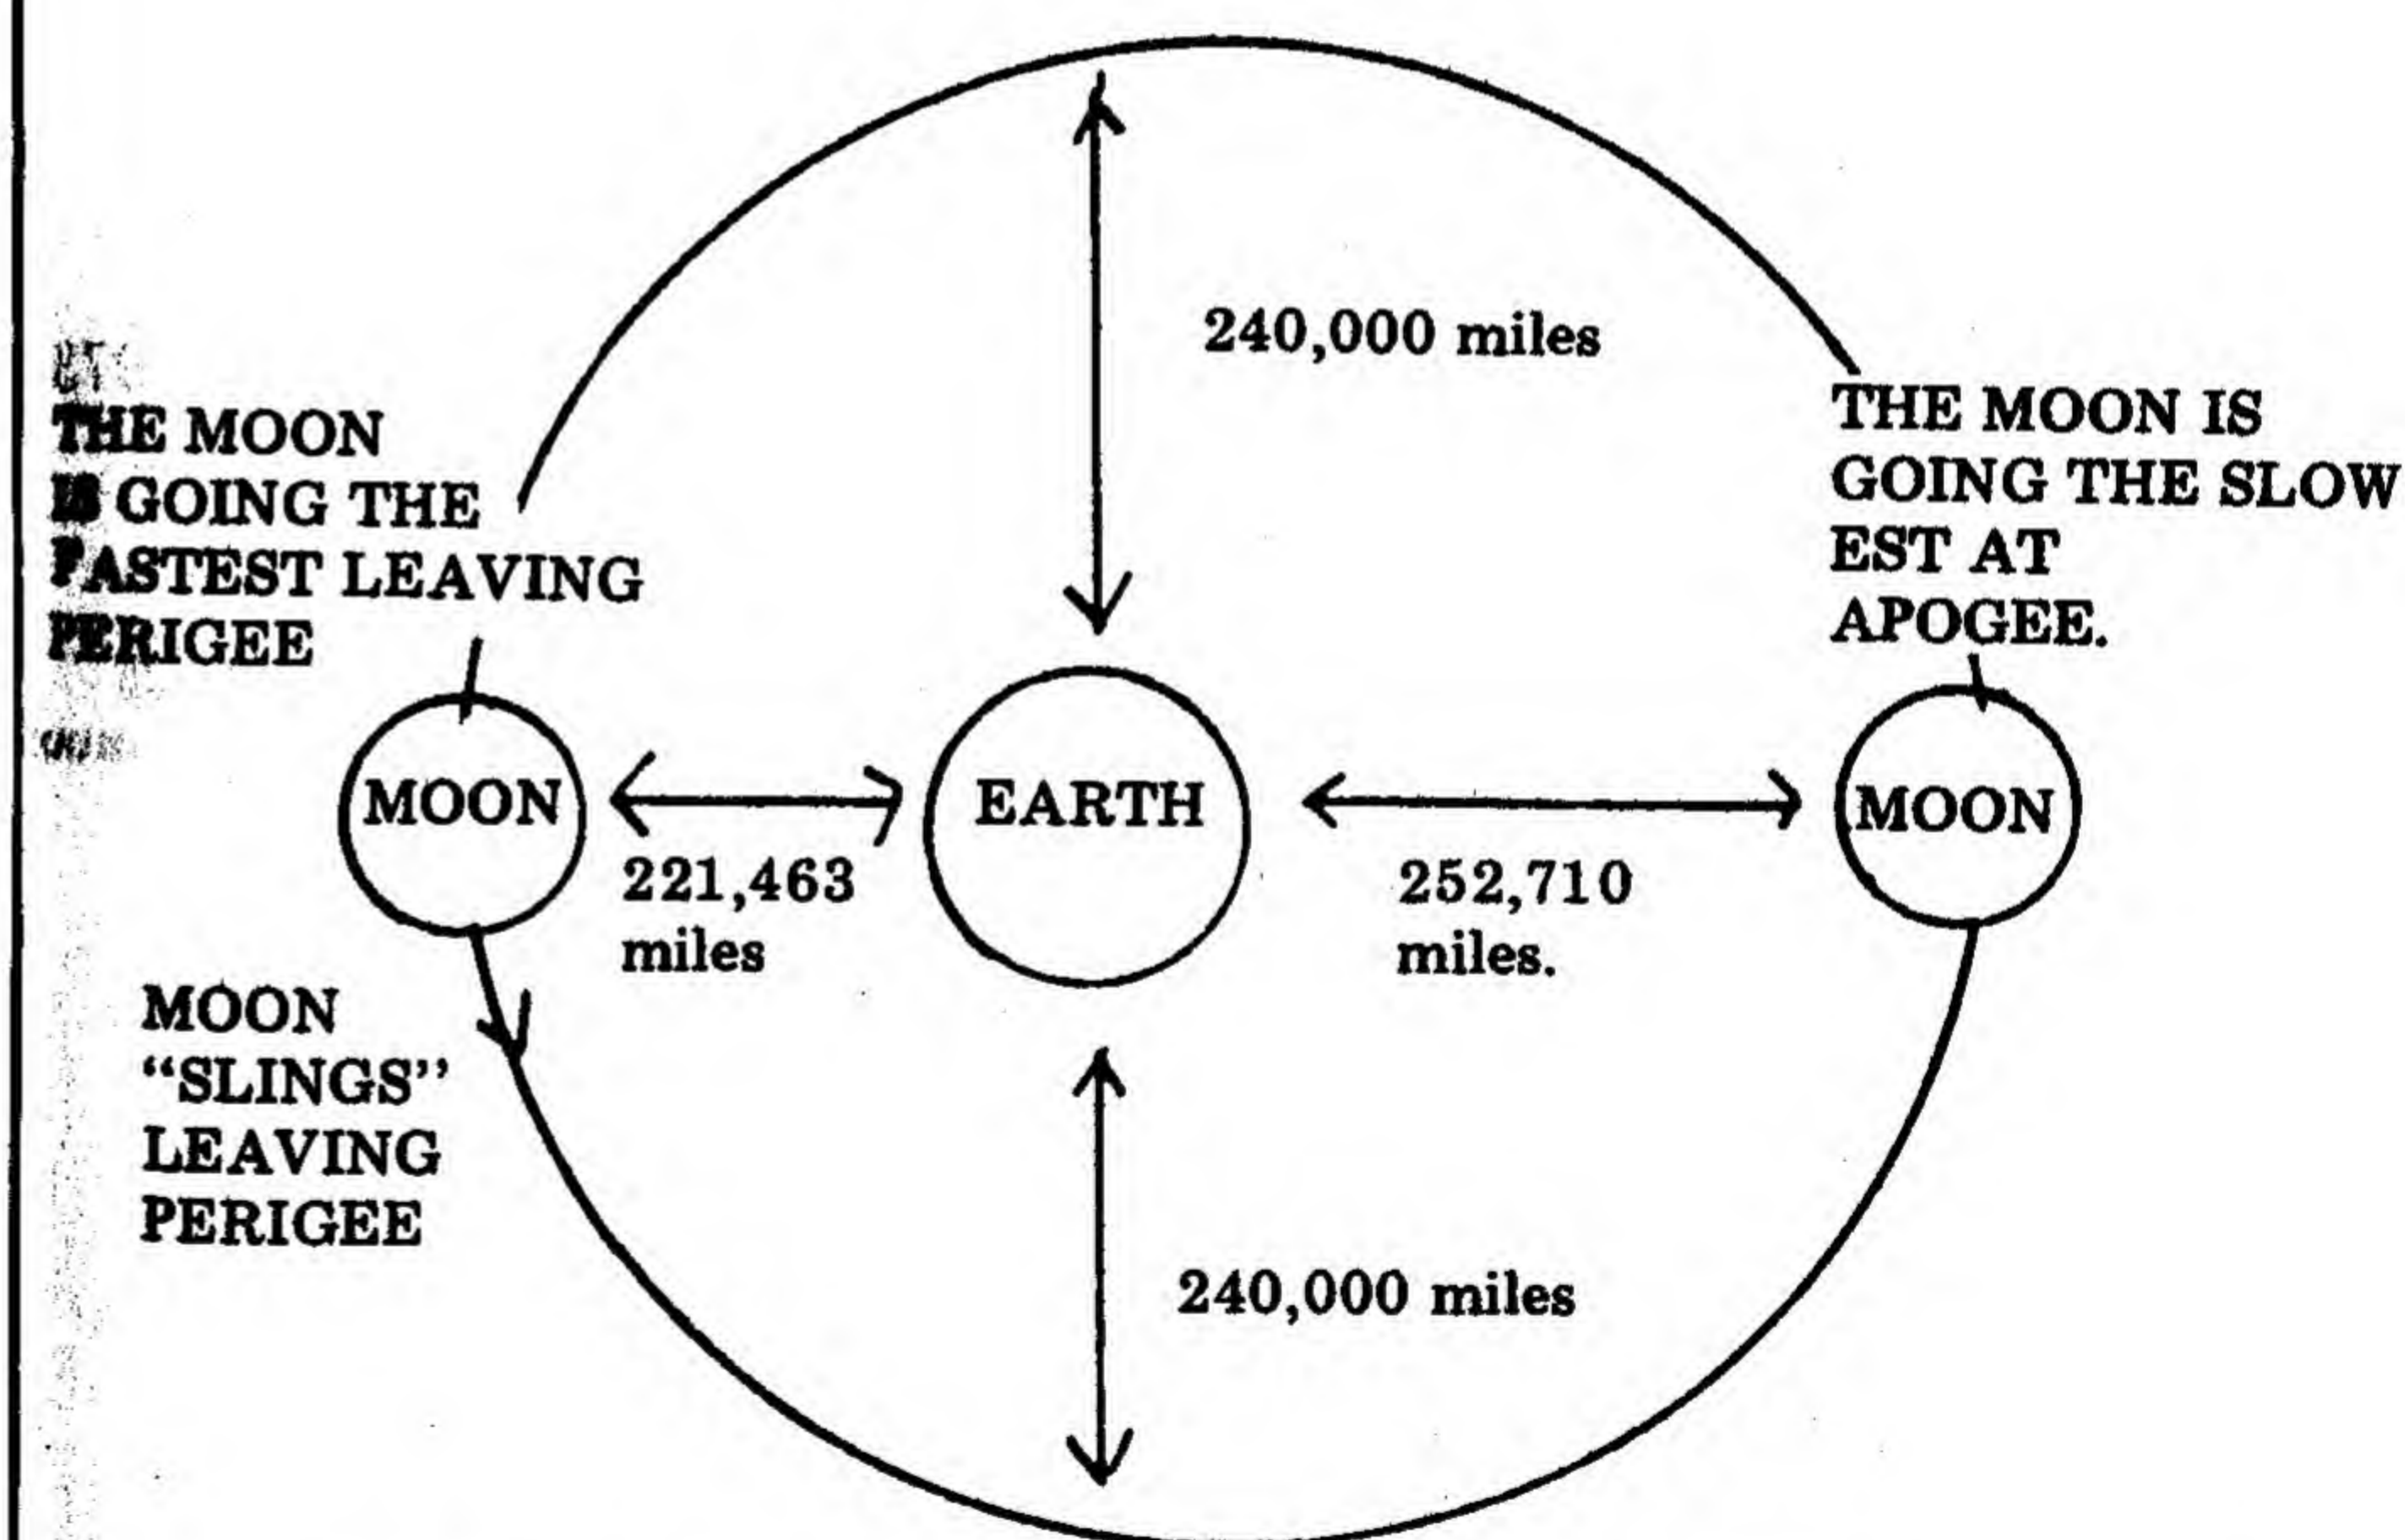 240,000 miles
THE MOON
IS GOING THE
FASTEST LEAVING
PERIGEE
THE MOON IS
GOING THE SLOW
EST AT
APOGEE.
MOON
EARTH
MOON
221,463
miles
252,710
miles.
MOON
“SLINGS”
LEAVING
PERIGEE
240,000 miles